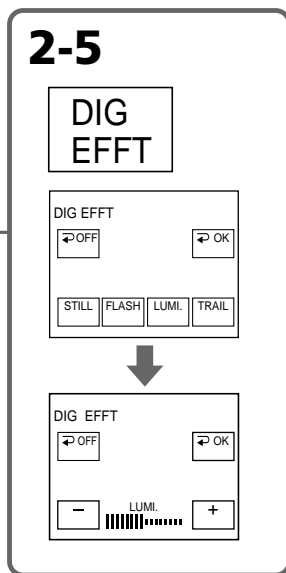 2-5
DIG
EFFT
DIG EFFT
⮌ OFF ⮌ OK
STILL FLASH LUMI. TRAIL
DIG EFFT
⮌ OFF ⮌ OK
– LUMI. +